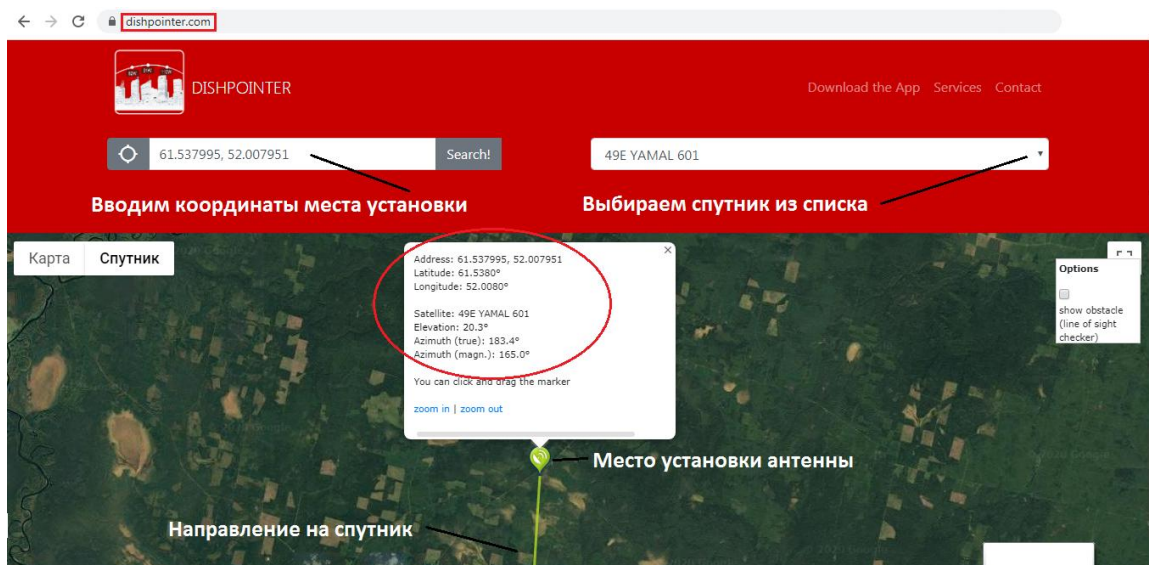 dishpointer.com
DISHPOINTER
Download the App Services Contact
61.537995, 52.007951 Search! 49E YAMAL 601
Вводим координаты места установки Выбираем спутник из списка
Карта Спутник
Address: 61.537995, 52.007951
Latitude: 61.5380°
Longitude: 52.0080°
Satellite: 49E YAMAL 601
Elevation: 20.3°
Azimuth (true): 183.4°
Azimuth (magn.): 165.0°
You can click and drag the marker
zoom in | zoom out
Options
show obstacle
(line of sight
checker)
Место установки антенны
Направление на спутник